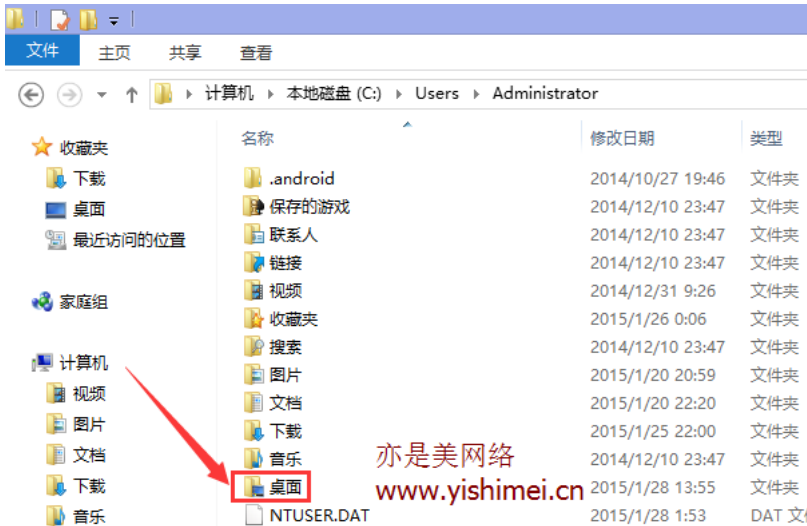 文件 主页 共享 查看
计算机 本地磁盘 (C:) Users Administrator
名称 修改日期 类型
收藏夹
下载
桌面
最近访问的位置
家庭组
计算机
视频
图片
文档
下载
音乐
.android 2014/10/27 19:46 文件夹
保存的游戏 2014/12/10 23:47 文件夹
联系人 2014/12/10 23:47 文件夹
链接 2014/12/10 23:47 文件夹
视频 2014/12/31 9:26 文件夹
收藏夹 2015/1/26 0:06 文件夹
搜索 2014/12/10 23:47 文件夹
图片 2015/1/20 20:59 文件夹
文档 2015/1/20 22:20 文件夹
下载 2015/1/25 22:00 文件夹
音乐 2014/12/10 23:47 文件夹
桌面 2015/1/28 13:55 文件夹
NTUSER.DAT 2015/1/28 1:53 DAT 文
亦是美网络
www.yishimei.cn